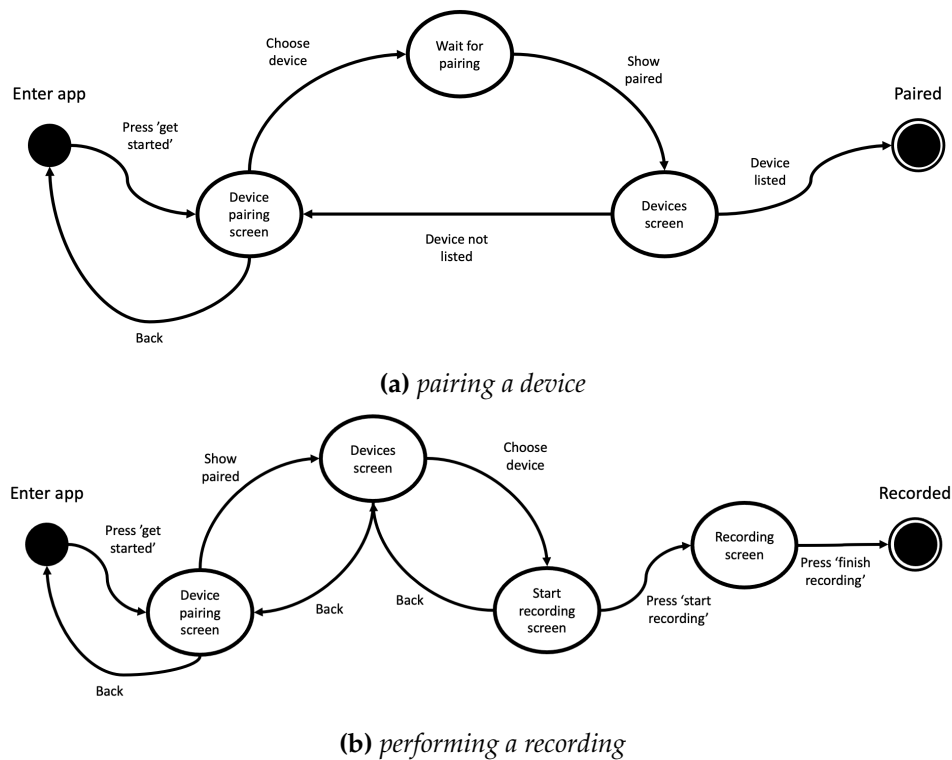 Choose
device
Wait for
pairing
Show
paired
Enter app
Paired
Press ’get
started’
Device
listed
Device
pairing
screen
Devices
screen
Device not
listed
Back
(a) pairing a device
Devices
screen
Choose
device
Show
paired
Enter app
Recorded
Press ’get
started’
Recording
screen
Press ‘finish
recording’
Device
pairing
screen
Back
Back
Start
recording
screen
Press ‘start
recording’
Back
(b) performing a recording